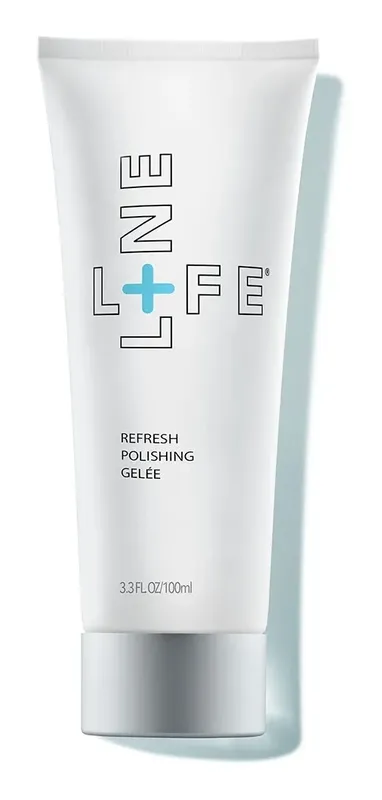 L+NE
L+FE®
REFRESH
POLISHING
GELÉE
3.3 FL.OZ/100ml